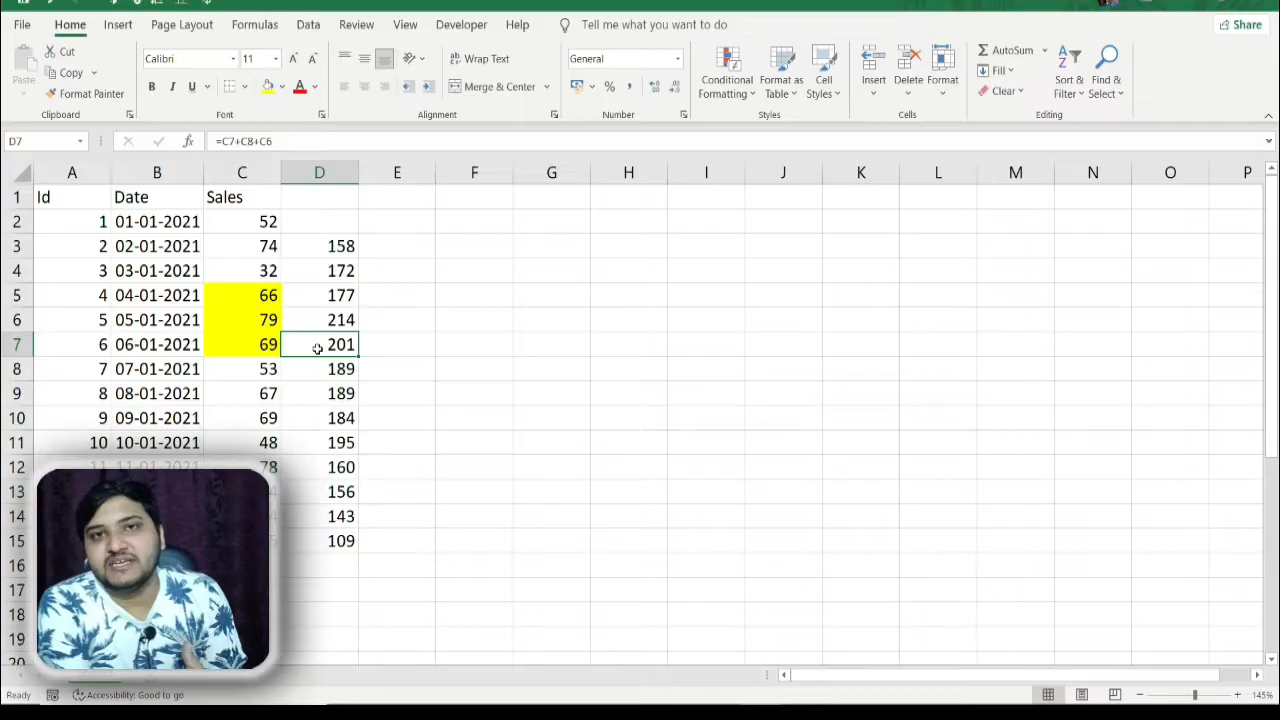 File Home Insert Page Layout Formulas Data Review View Developer Help Tell me what you want to do Share
Cut
Copy
Format Painter
Paste
Clipboard
Calibri 11
B I U
Font
Wrap Text
Merge & Center
Alignment
General
Number
Conditional Formatting
Format as Table
Cell Styles
Styles
Insert Delete Format
Cells
AutoSum
Fill
Clear
Sort & Filter
Find & Select
Editing
D7 fx =C7+C8+C6
A B C D E F G H I J K L M N O P
1 Id Date Sales
2 1 01-01-2021 52
3 2 02-01-2021 74 158
4 3 03-01-2021 32 172
5 4 04-01-2021 66 177
6 5 05-01-2021 79 214
7 6 06-01-2021 69 201
8 7 07-01-2021 53 189
9 8 08-01-2021 67 189
10 9 09-01-2021 69 184
11 10 10-01-2021 48 195
12 11 11-01-2021 78 160
13 156
14 143
15 109
16
17
18
19
20
Ready Accessibility: Good to go 145%